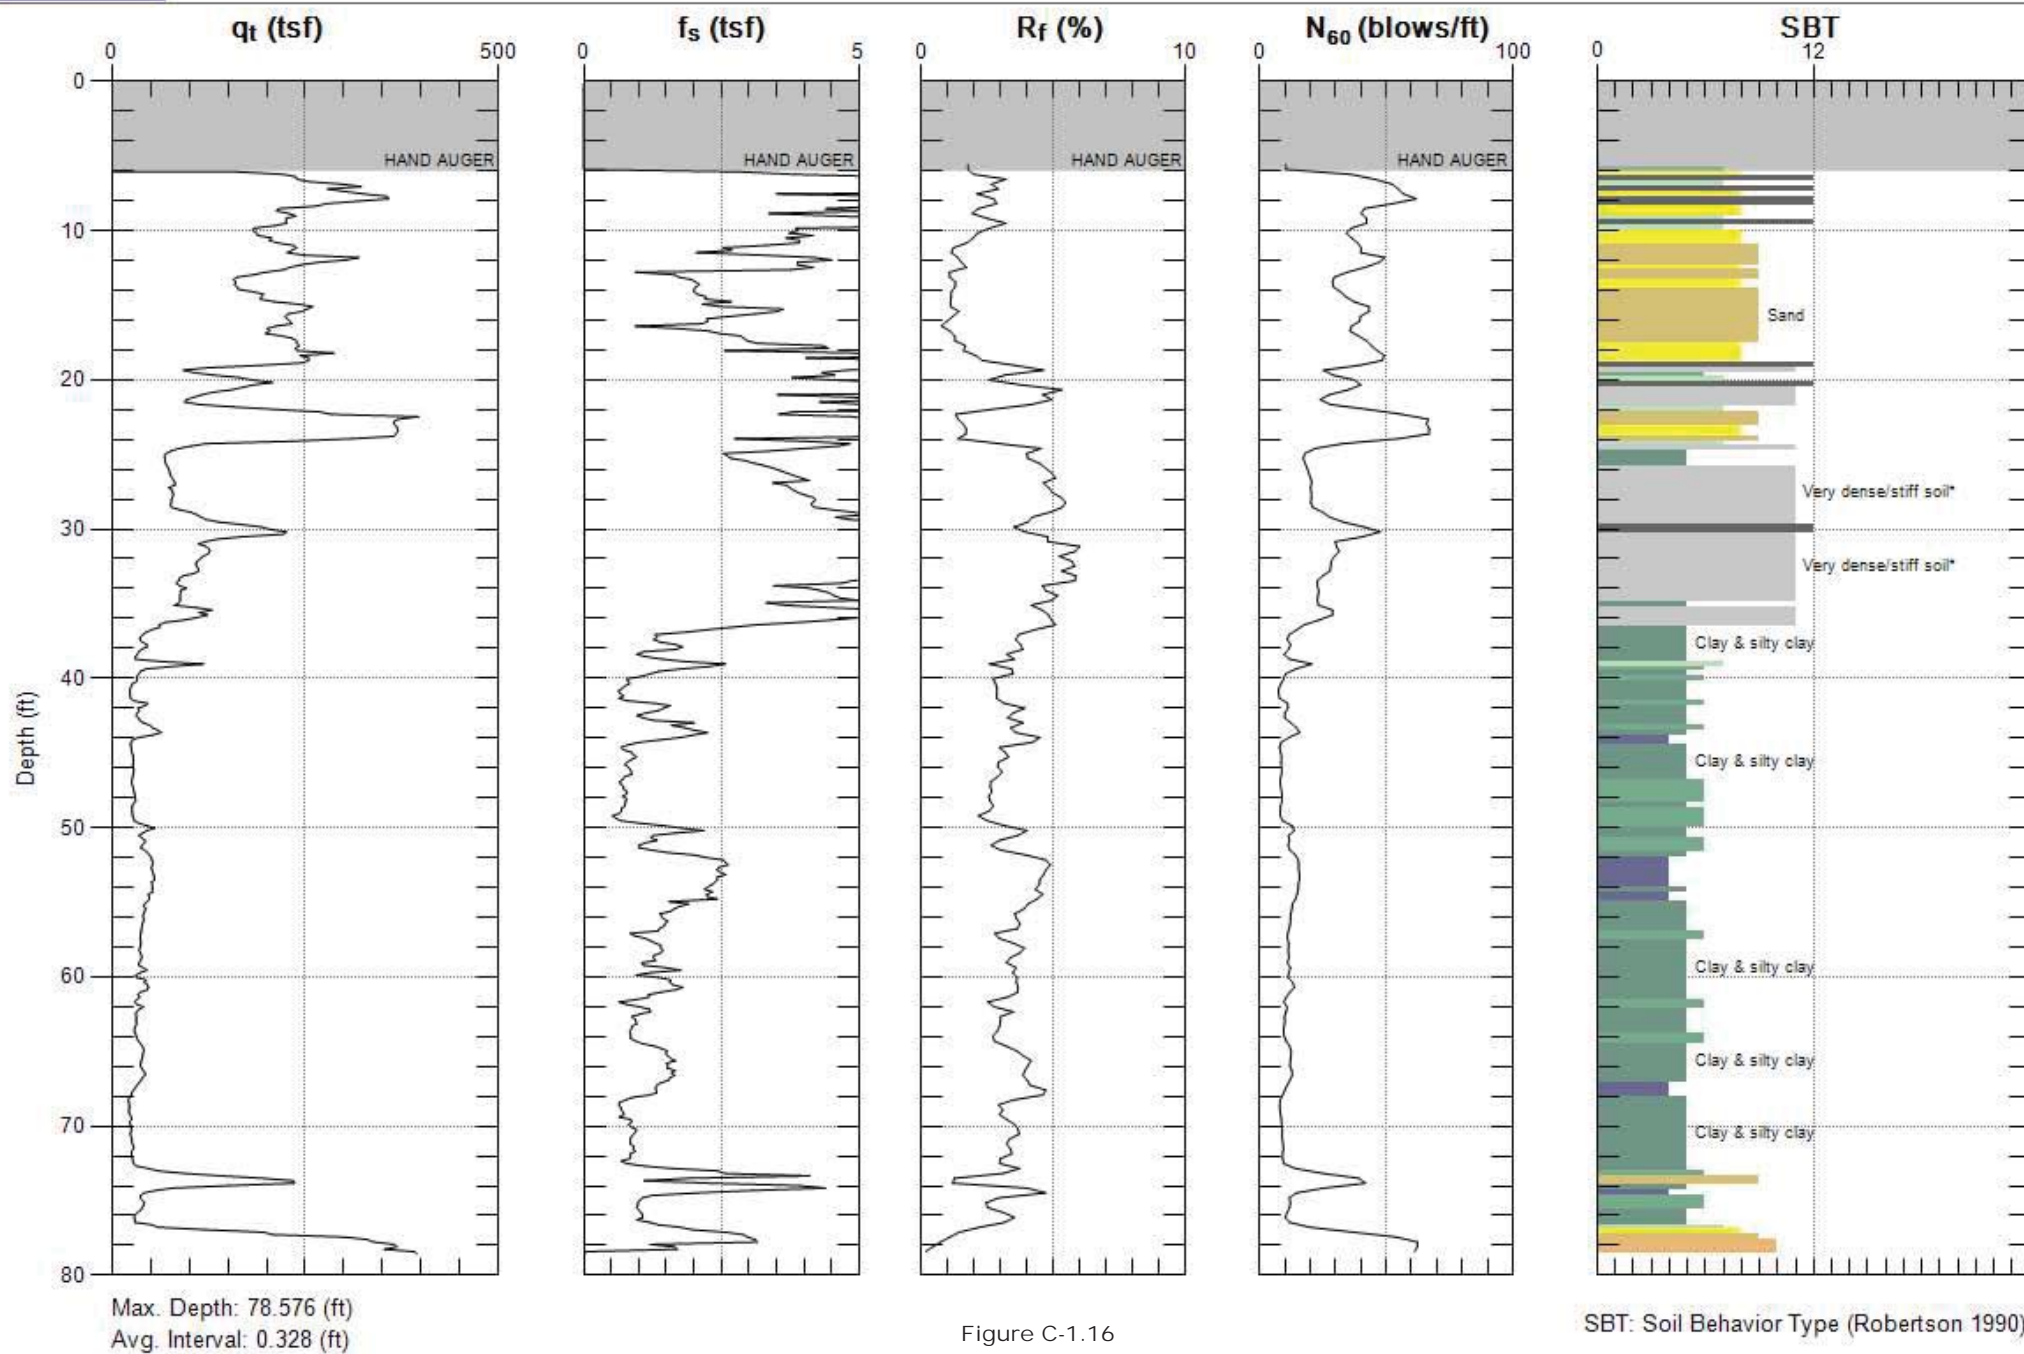 qt (tsf)
fs (tsf)
Rf (%)
N60 (blows/ft)
SBT
0 500
0 5
0 10
0 100
0 12
0
HAND AUGER
HAND AUGER
HAND AUGER
HAND AUGER
10
Sand
20
Very dense/stiff soil*
30
Very dense/stiff soil*
Clay & silty clay
40
Depth (ft)
Clay & silty clay
50
Clay & silty clay
60
Clay & silty clay
70
Clay & silty clay
80
Max. Depth: 78.576 (ft)
Avg. Interval: 0.328 (ft)
Figure C-1.16
SBT: Soil Behavior Type (Robertson 1990)